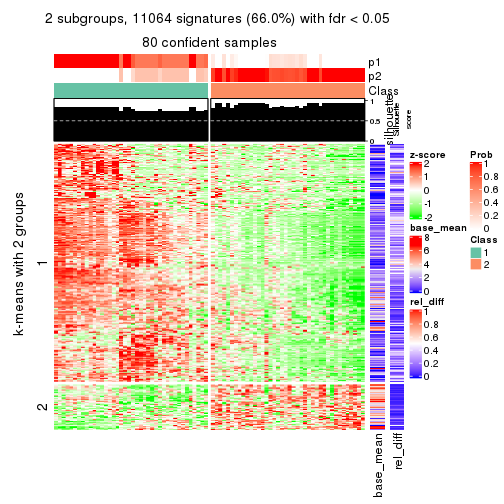 2 subgroups, 11064 signatures (66.0%) with fdr < 0.05
80 confident samples
p1
p2
Class
1
0.5
0
silhouette
Silhouette
score
k-means with 2 groups
1
2
base_mean
rel_diff
z-score
2
1
0
-1
-2
base_mean
8
6
4
2
0
rel_diff
1
0.8
0.6
0.4
0.2
0
Prob
1
0.8
0.6
0.4
0.2
0
Class
1
2